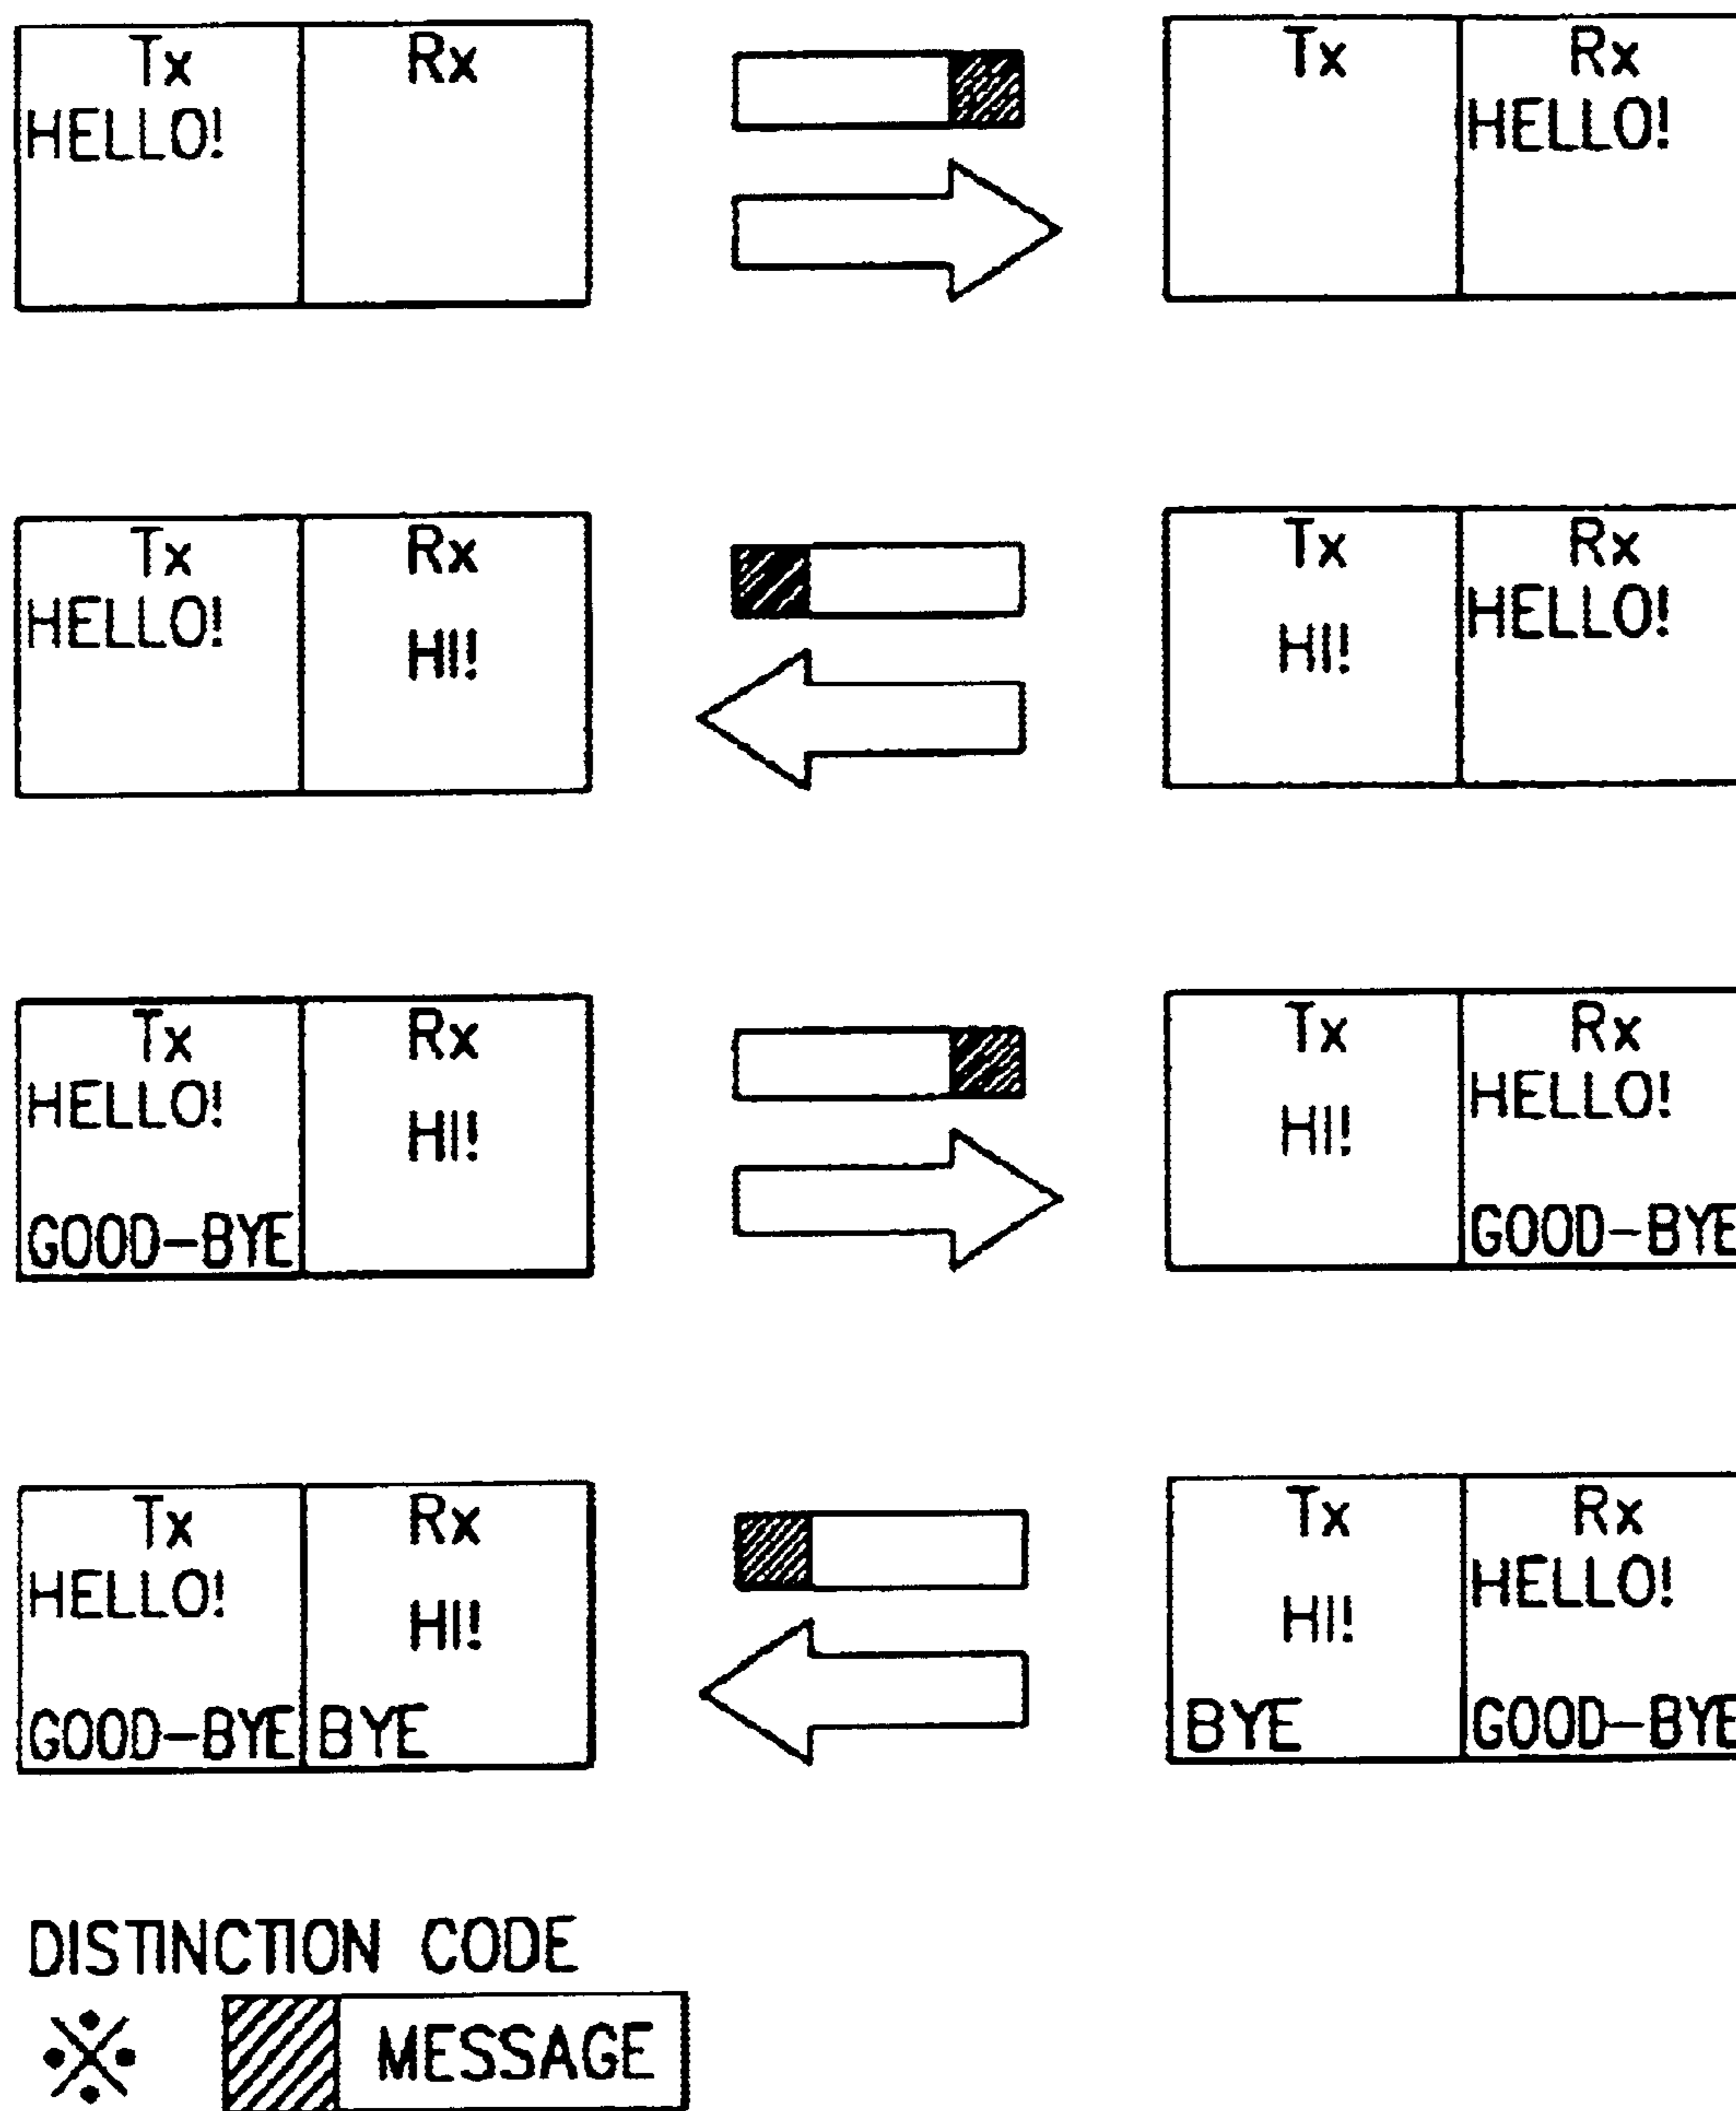 Tx Rx Tx Rx
HELLO! HELLO!
Tx Rx Tx Rx
HELLO! HI! HI! HELLO!
Tx Rx Tx Rx
HELLO! HI! HI! HELLO!
GOOD-BYE GOOD-BYE
Tx Rx Tx Rx
HELLO! HI! HI! HELLO!
GOOD-BYE BYE BYE GOOD-BYE
DISTINCTION CODE
※ MESSAGE